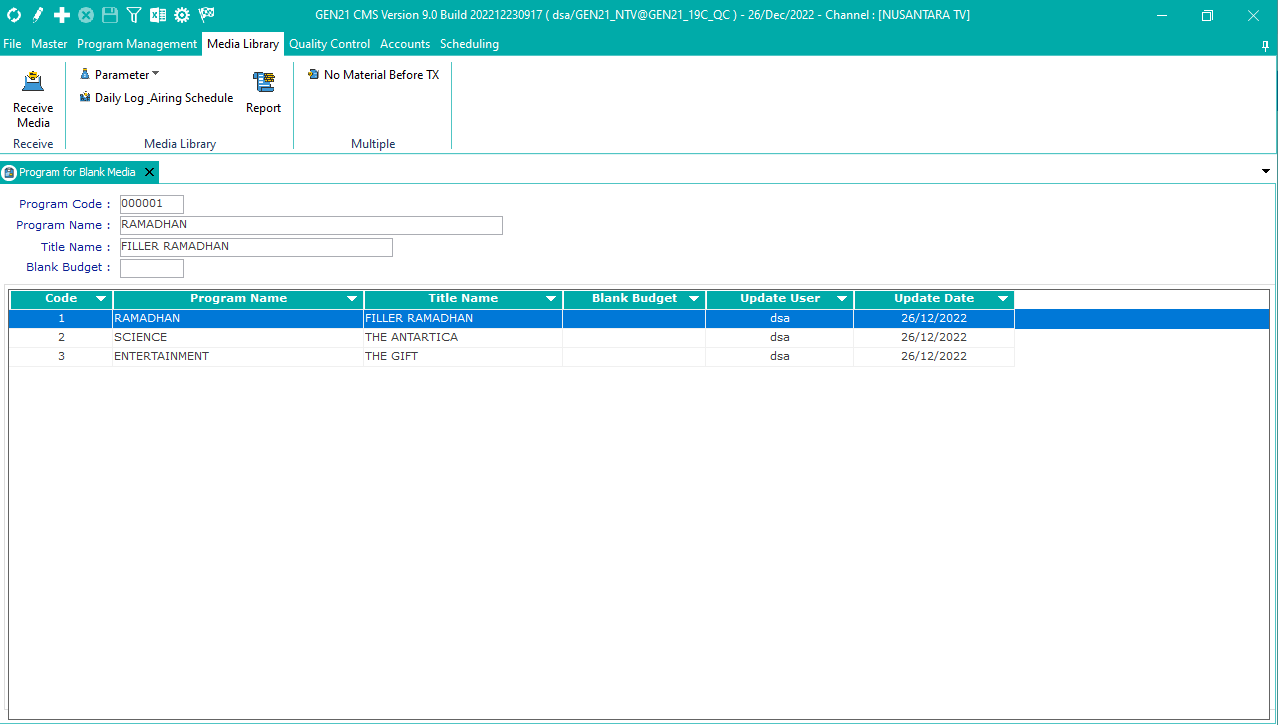 GEN21 CMS Version 9.0 Build 202212230917 ( dsa/GEN21_NTV@GEN21_19C_QC ) - 26/Dec/2022 - Channel : [NUSANTARA TV]
File Master Program Management Media Library Quality Control Accounts Scheduling
Receive
Media
Receive
Parameter
Daily Log _Airing Schedule
Report
Media Library
No Material Before TX
Multiple
Program for Blank Media
Program Code : 000001
Program Name : RAMADHAN
Title Name : FILLER RAMADHAN
Blank Budget :
Code Program Name Title Name Blank Budget Update User Update Date
1 RAMADHAN FILLER RAMADHAN dsa 26/12/2022
2 SCIENCE THE ANTARTICA dsa 26/12/2022
3 ENTERTAINMENT THE GIFT dsa 26/12/2022